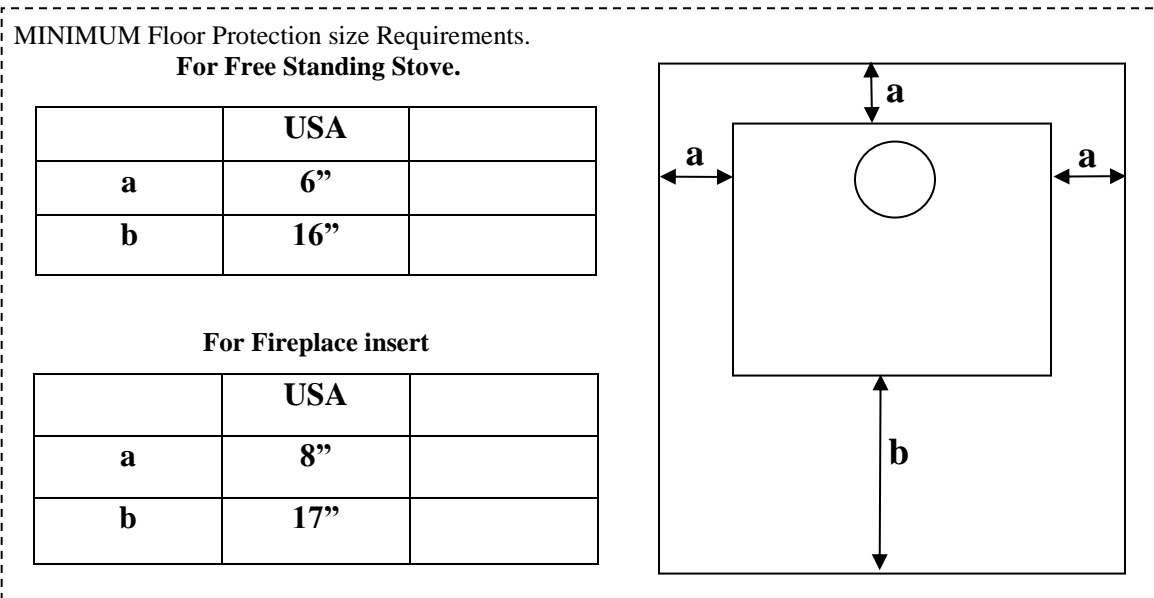 MINIMUM Floor Protection size Requirements.
For Free Standing Stove.
USA
a 6”
b 16”
For Fireplace insert
USA
a 8”
b 17”
a
a a
b